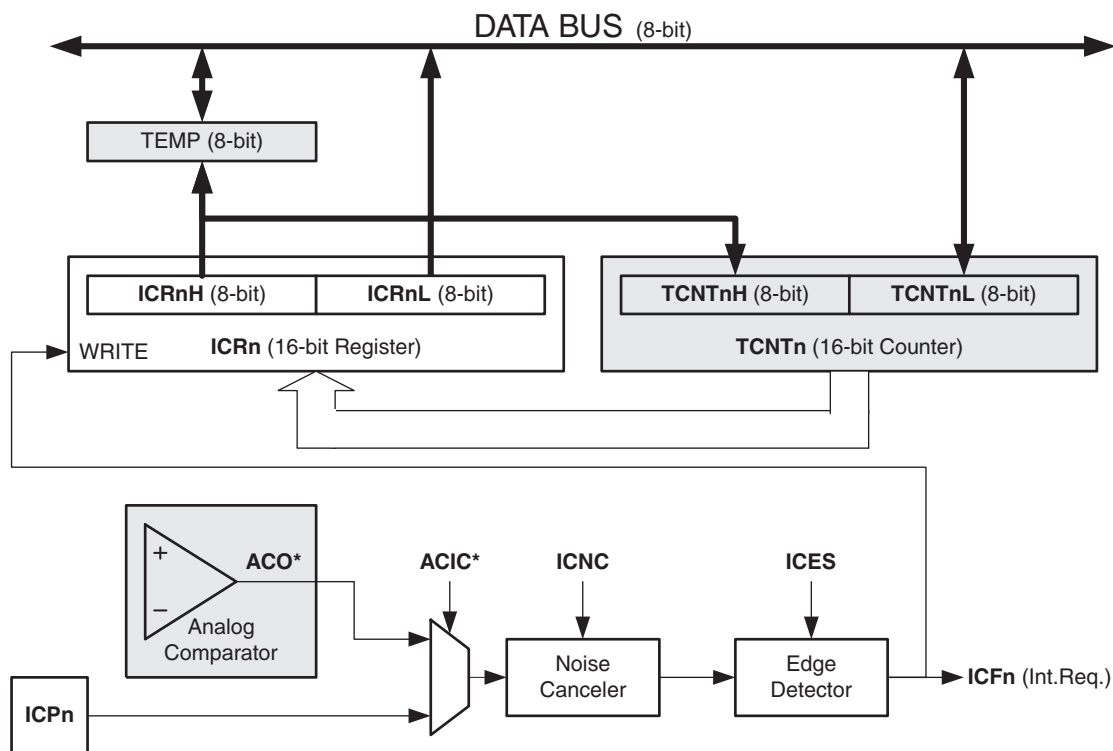 DATA BUS (8-bit)
TEMP (8-bit)
ICRnH (8-bit)
ICRnL (8-bit)
TCNTnH (8-bit)
TCNTnL (8-bit)
WRITE
ICRn (16-bit Register)
TCNTn (16-bit Counter)
+
−
ACO*
Analog
Comparator
ACIC*
ICNC
ICES
Noise
Canceler
Edge
Detector
ICFn (Int.Req.)
ICPn